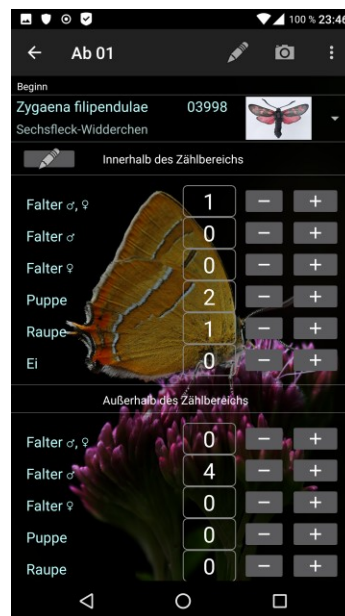 100 % 23:46
Ab 01
Beginn
Zygaena filipendulae 03998
Sechsfleck-Widderchen
Innerhalb des Zählbereichs
Falter ♂, ♀ 1 − +
Falter ♂ 0 − +
Falter ♀ 0 − +
Puppe 2 − +
Raupe 1 − +
Ei 0 − +
Außerhalb des Zählbereichs
Falter ♂, ♀ 0 − +
Falter ♂ 4 − +
Falter ♀ 0 − +
Puppe 0 − +
Raupe 0 − +